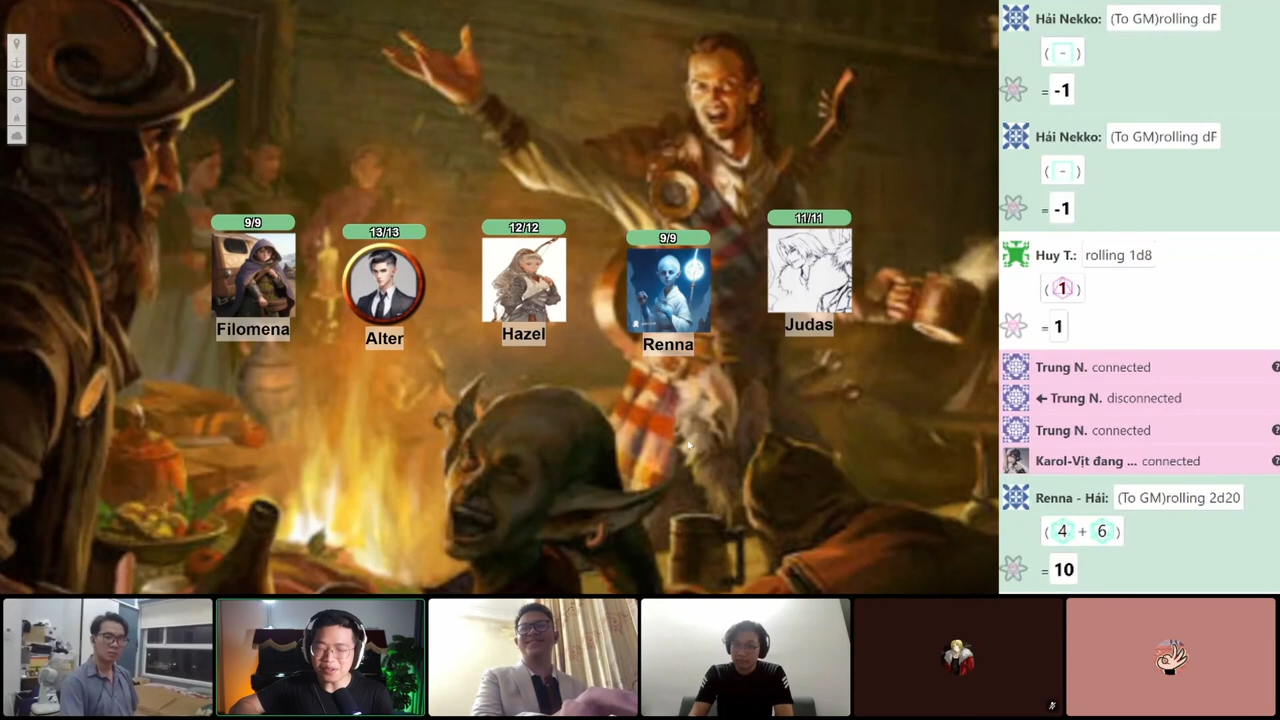 9/9
Filomena
13/13
Alter
12/12
Hazel
9/9
Renna
11/11
Judas
Hải Nekko: (To GM)rolling dF
( - )
= -1
Hải Nekko: (To GM)rolling dF
( - )
= -1
Huy T.: rolling 1d8
( 1 )
= 1
Trung N. connected
← Trung N. disconnected
Trung N. connected
Karol-Vịt đang ... connected
Renna - Hải: (To GM)rolling 2d20
( 4 + 6 )
= 10